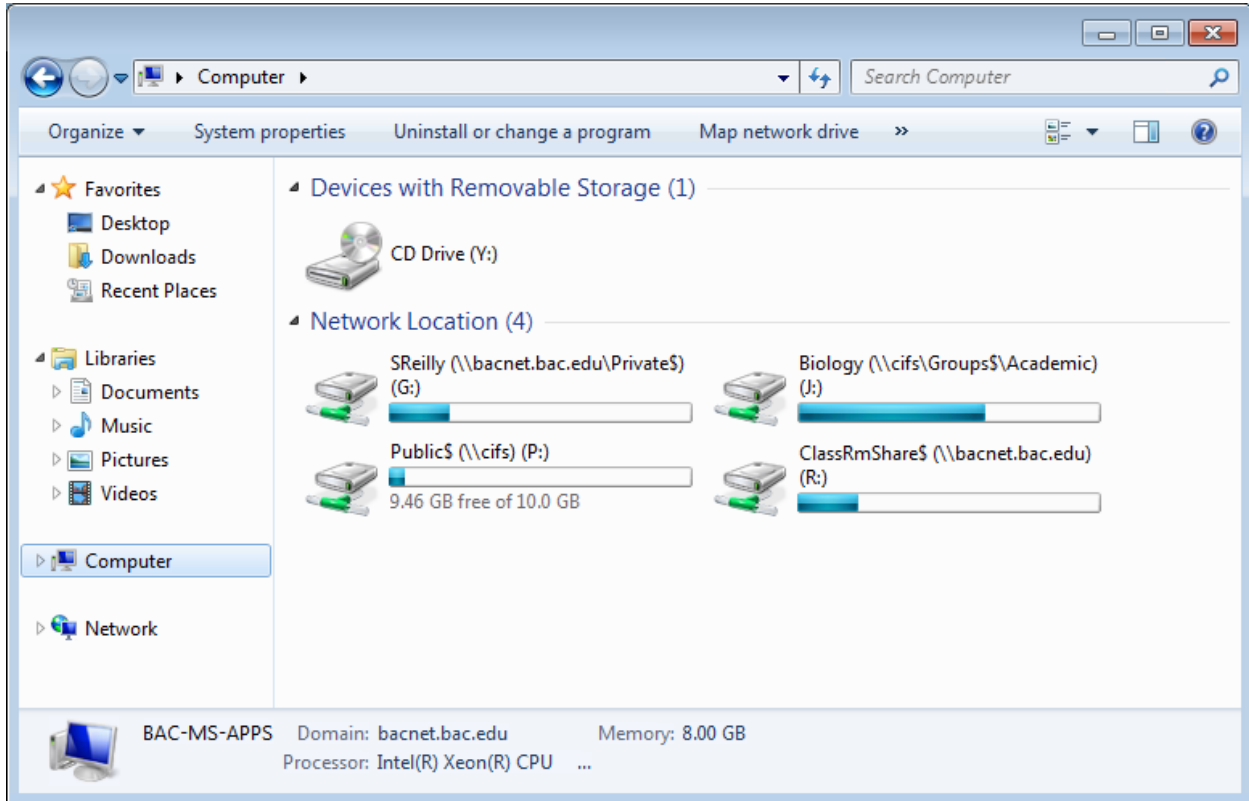 Computer
Search Computer
Organize System properties Uninstall or change a program Map network drive »
Favorites
Desktop
Downloads
Recent Places
Libraries
Documents
Music
Pictures
Videos
Computer
Network
Devices with Removable Storage (1)
CD Drive (Y:)
Network Location (4)
SReilly (\\bacnet.bac.edu\Private$)
(G:)
Biology (\\cifs\Groups$\Academic)
(J:)
Public$ (\\cifs) (P:)
9.46 GB free of 10.0 GB
ClassRmShare$ (\\bacnet.bac.edu)
(R:)
BAC-MS-APPS Domain: bacnet.bac.edu Memory: 8.00 GB
Processor: Intel(R) Xeon(R) CPU ...